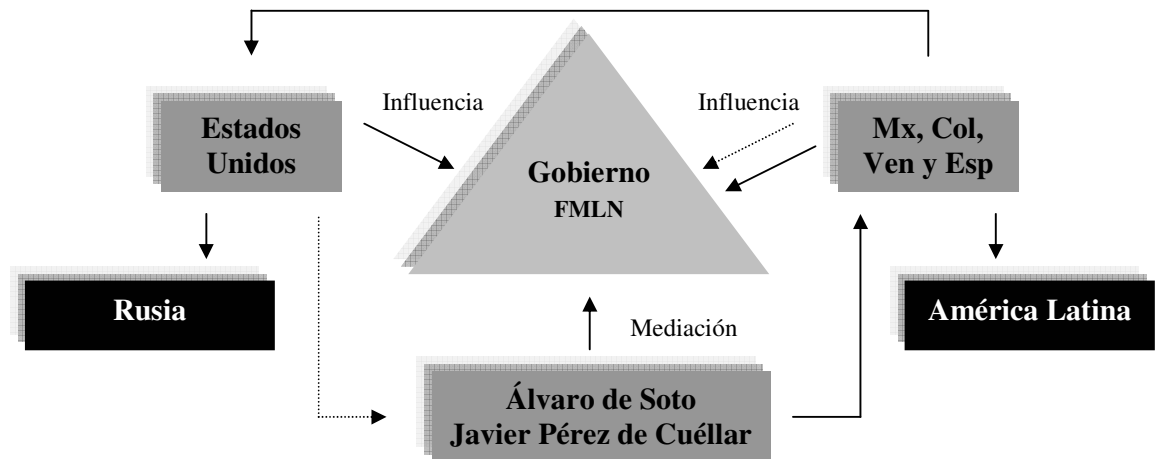 Influencia
Influencia
Estados
Unidos
Mx, Col,
Ven y Esp
Gobierno
FMLN
Rusia
América Latina
Mediación
Álvaro de Soto
Javier Pérez de Cuéllar